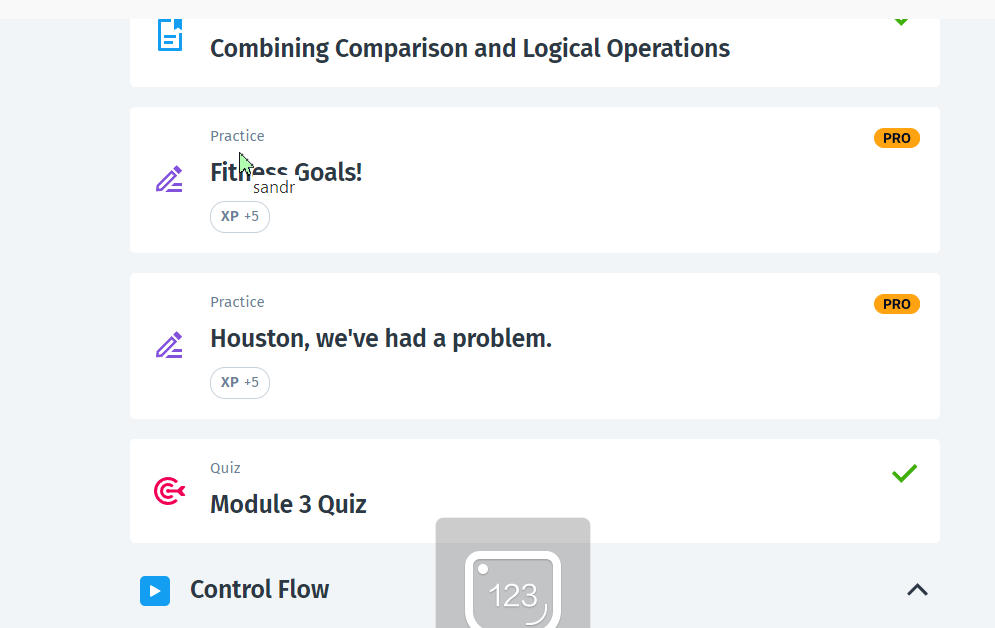 Combining Comparison and Logical Operations
Practice
PRO
Fitness Goals!
sandr
XP +5
Practice
PRO
Houston, we've had a problem.
XP +5
Quiz
Module 3 Quiz
123
Control Flow